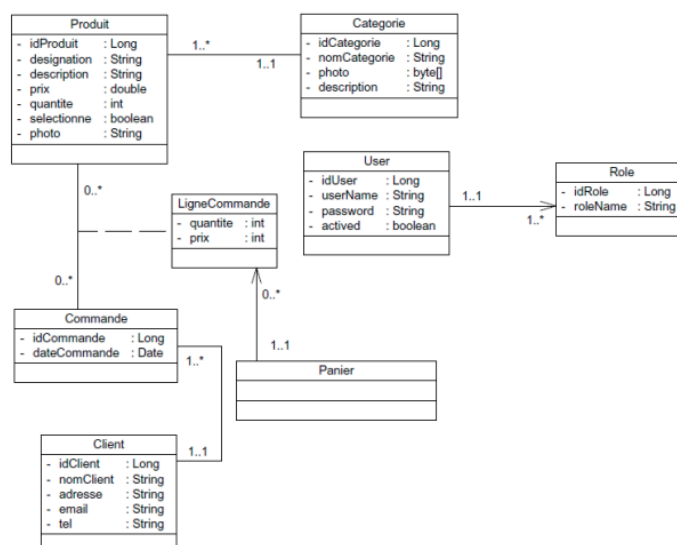 Produit
- idProduit : Long
- designation : String
- description : String
- prix : double
- quantite : int
- selectionne : boolean
- photo : String
1..*
1..1
Categorie
- idCategorie : Long
- nomCategorie : String
- photo : byte[]
- description : String
0..*
0..*
LigneCommande
- quantite : int
- prix : int
User
- idUser : Long
- userName : String
- password : String
- actived : boolean
1..1
1..*
Role
- idRole : Long
- roleName : String
0..*
1..1
Commande
- idCommande : Long
- dateCommande : Date
1..*
1..1
Panier
Client
- idClient : Long
- nomClient : String
- adresse : String
- email : String
- tel : String